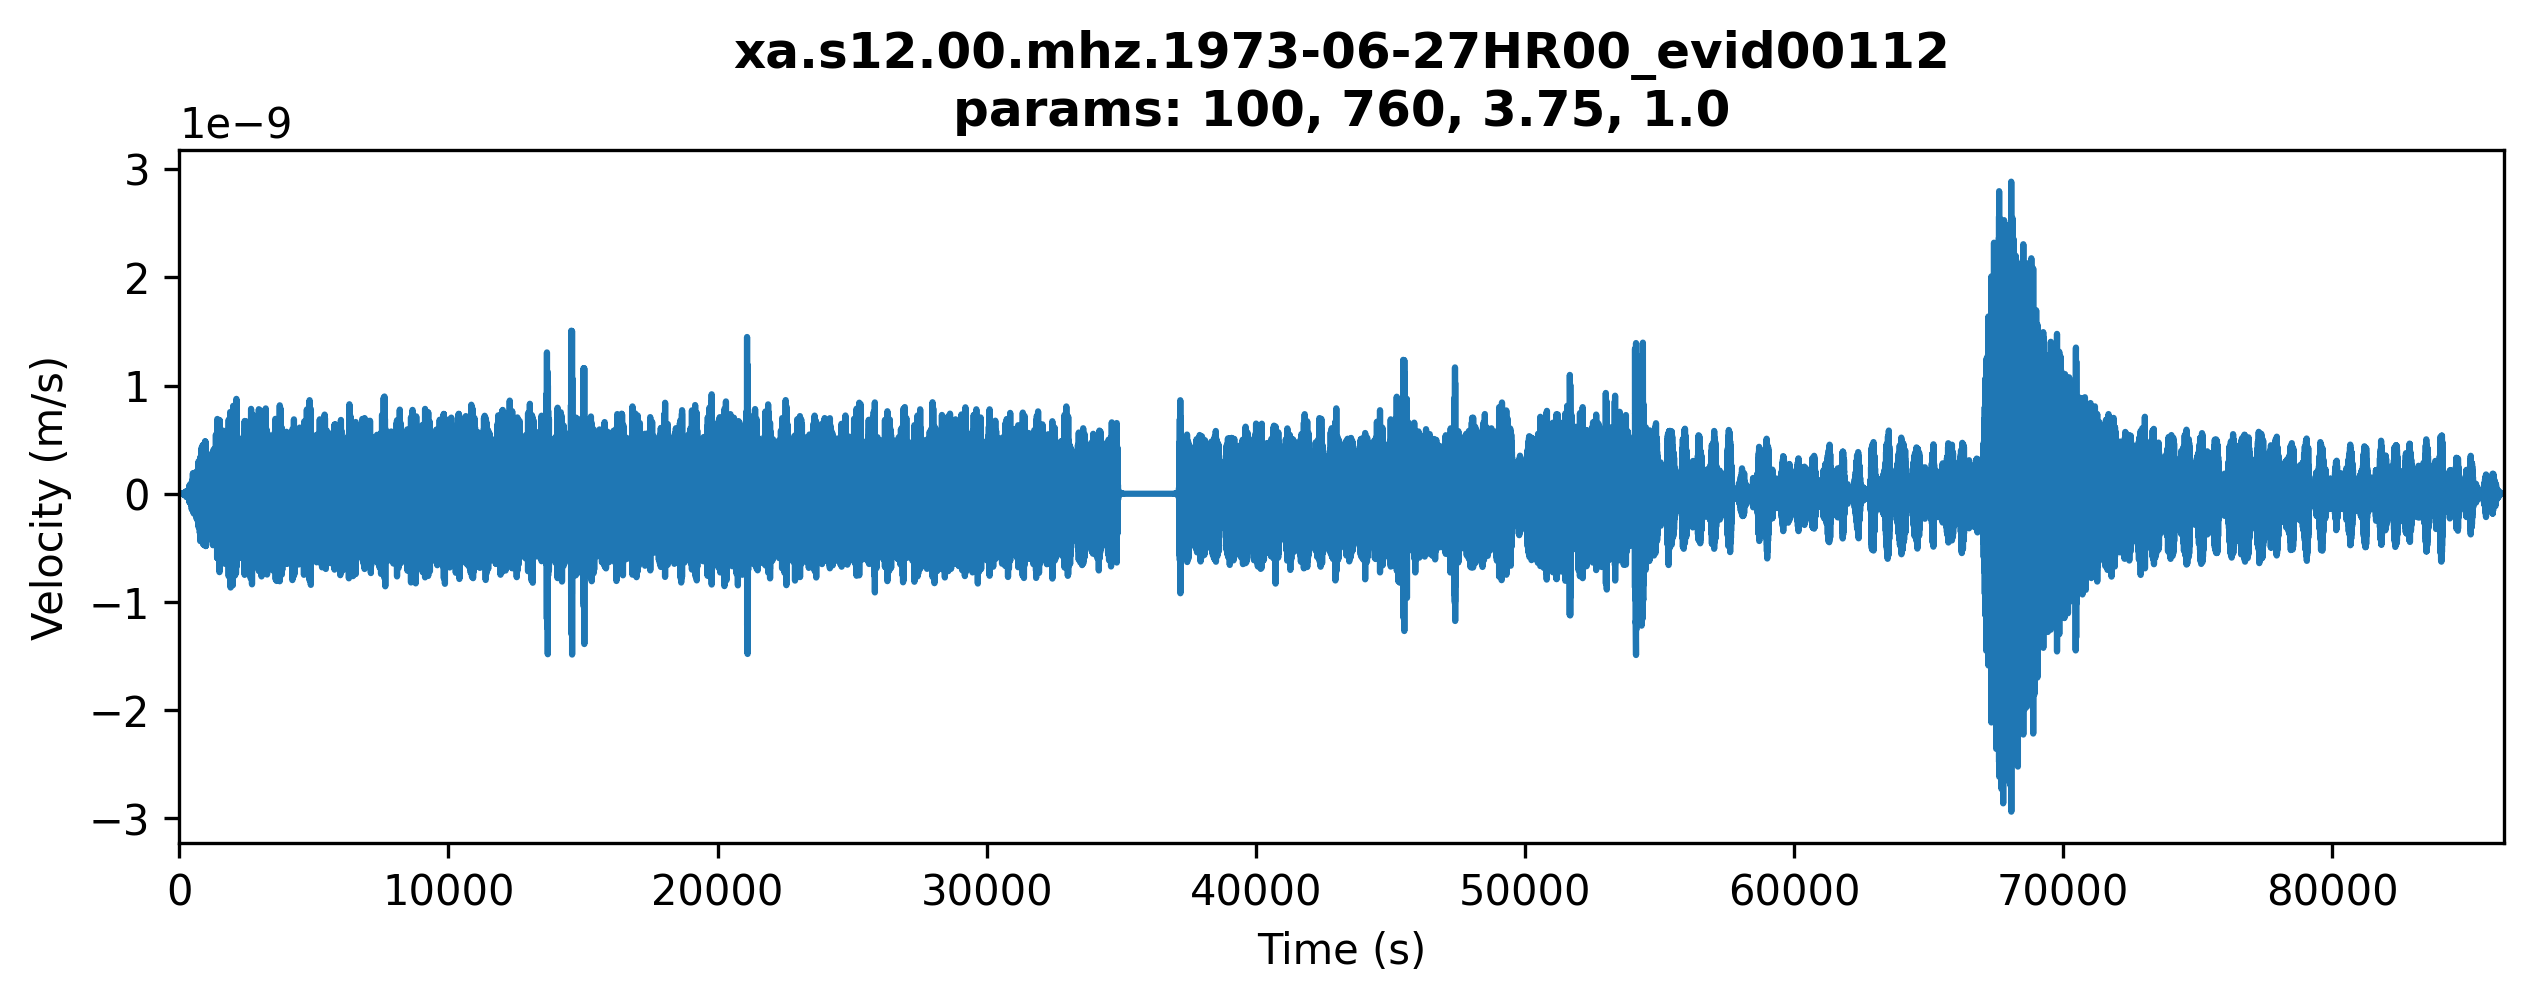 xa.s12.00.mhz.1973-06-27HR00_evid00112
params: 100, 760, 3.75, 1.0
1e−9
3
2
1
0
−1
−2
−3
Velocity (m/s)
0 10000 20000 30000 40000 50000 60000 70000 80000
Time (s)